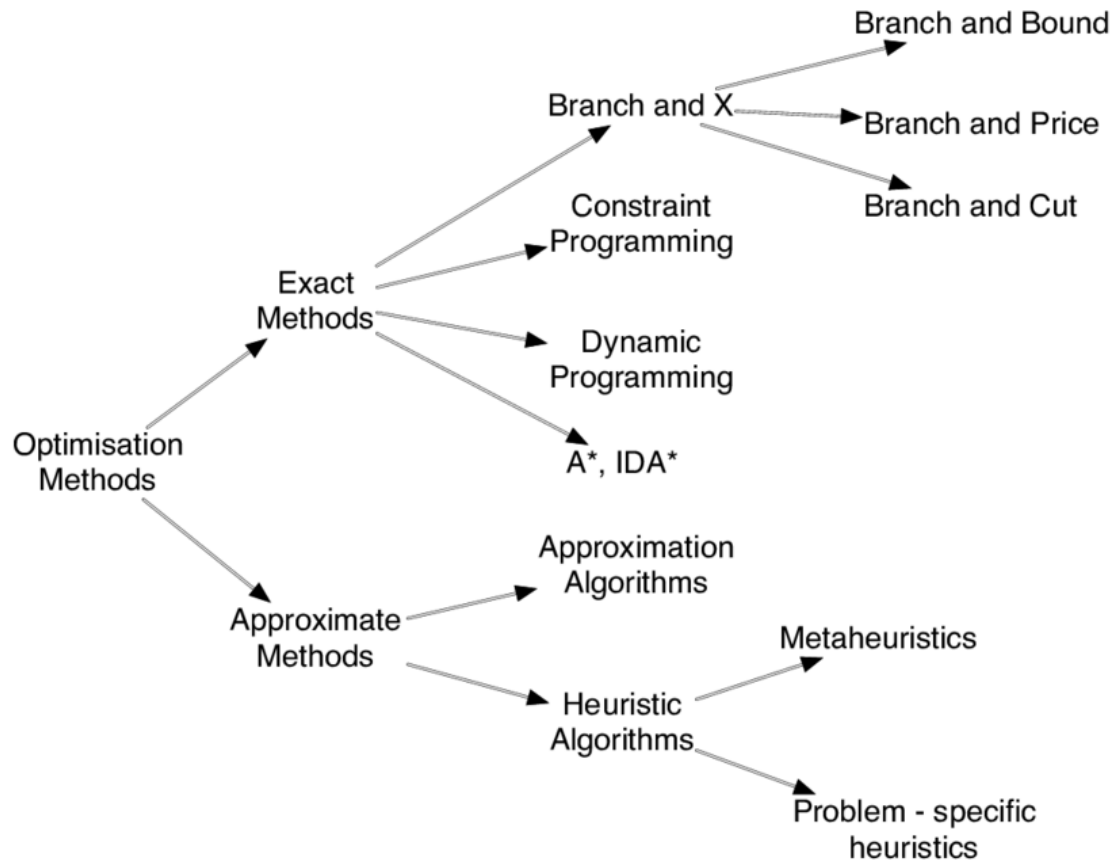 Branch and Bound
Branch and X
Branch and Price
Branch and Cut
Constraint
Programming
Exact
Methods
Dynamic
Programming
Optimisation
Methods
A*, IDA*
Approximation
Algorithms
Approximate
Methods
Metaheuristics
Heuristic
Algorithms
Problem - specific
heuristics